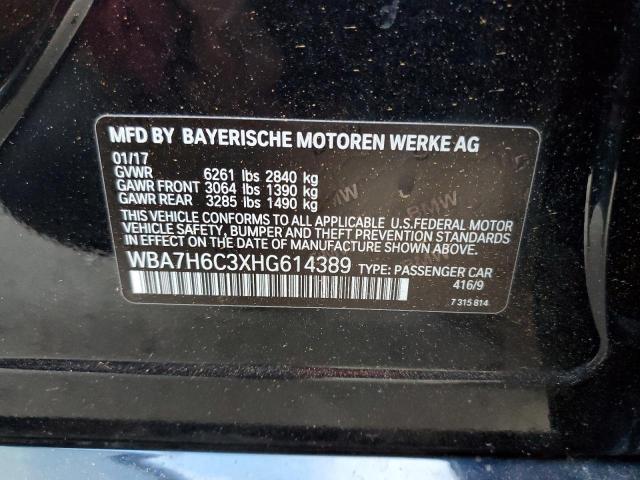 MFD BY BAYERISCHE MOTOREN WERKE AG
01/17
GVWR 6261 lbs 2840 kg
GAWR FRONT 3064 lbs 1390 kg
GAWR REAR 3285 lbs 1490 kg
THIS VEHICLE CONFORMS TO ALL APPLICABLE U.S.FEDERAL MOTOR
VEHICLE SAFETY, BUMPER AND THEFT PREVENTION STANDARDS IN
EFFECT ON THE DATE OF MANUFACTURE SHOWN ABOVE.
WBA7H6C3XHG614389 TYPE: PASSENGER CAR
416/9
7 315 814
BMW
BMW
BMW